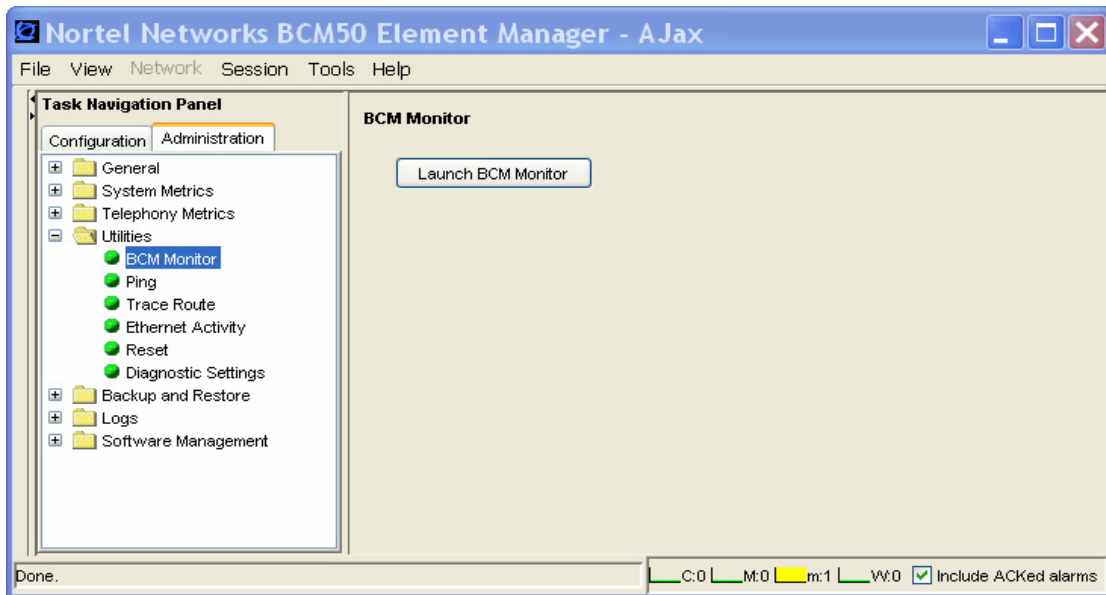 Nortel Networks BCM50 Element Manager - AJax
File View Network Session Tools Help
Task Navigation Panel
Configuration Administration
General
System Metrics
Telephony Metrics
Utilities
BCM Monitor
Ping
Trace Route
Ethernet Activity
Reset
Diagnostic Settings
Backup and Restore
Logs
Software Management
BCM Monitor
Launch BCM Monitor
Done.
C:0 M:0 m:1 W:0 Include ACKed alarms